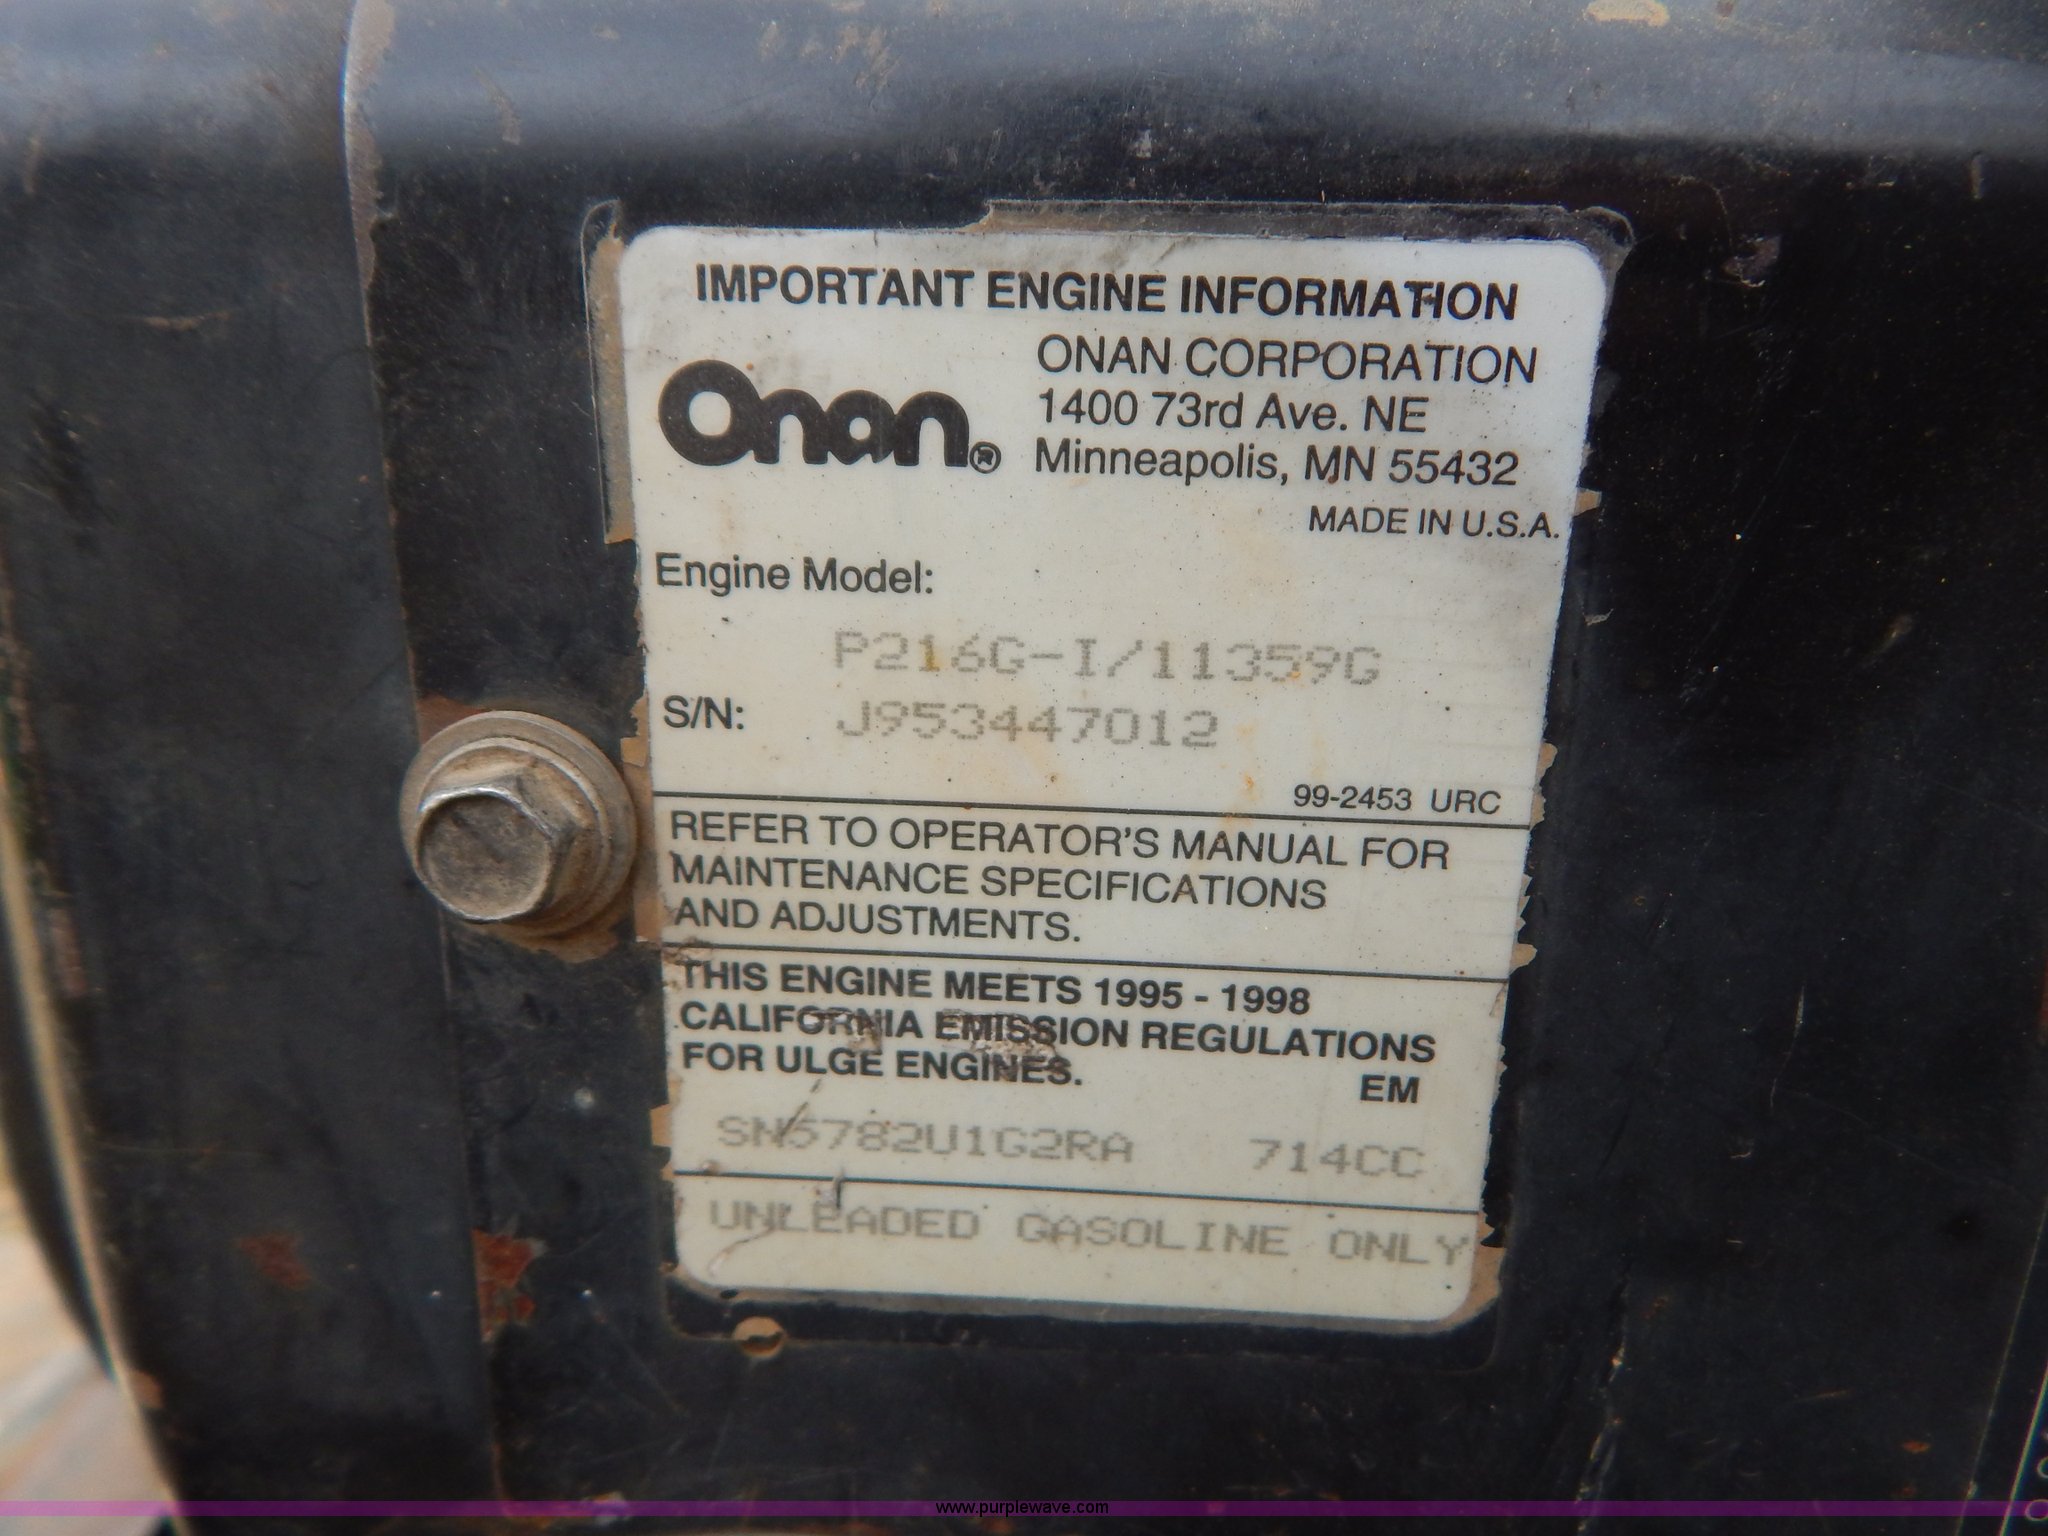 IMPORTANT ENGINE INFORMATION
Onan®
ONAN CORPORATION
1400 73rd Ave. NE
Minneapolis, MN 55432
MADE IN U.S.A.
Engine Model:
P216G-I/11359G
S/N: J953447012
99-2453 URC
REFER TO OPERATOR'S MANUAL FOR
MAINTENANCE SPECIFICATIONS
AND ADJUSTMENTS.
THIS ENGINE MEETS 1995 - 1998
CALIFORNIA EMISSION REGULATIONS
FOR ULGE ENGINES.
EM
SN5782U1G2RA 714CC
UNLEADED GASOLINE ONLY
www.purplewave.com